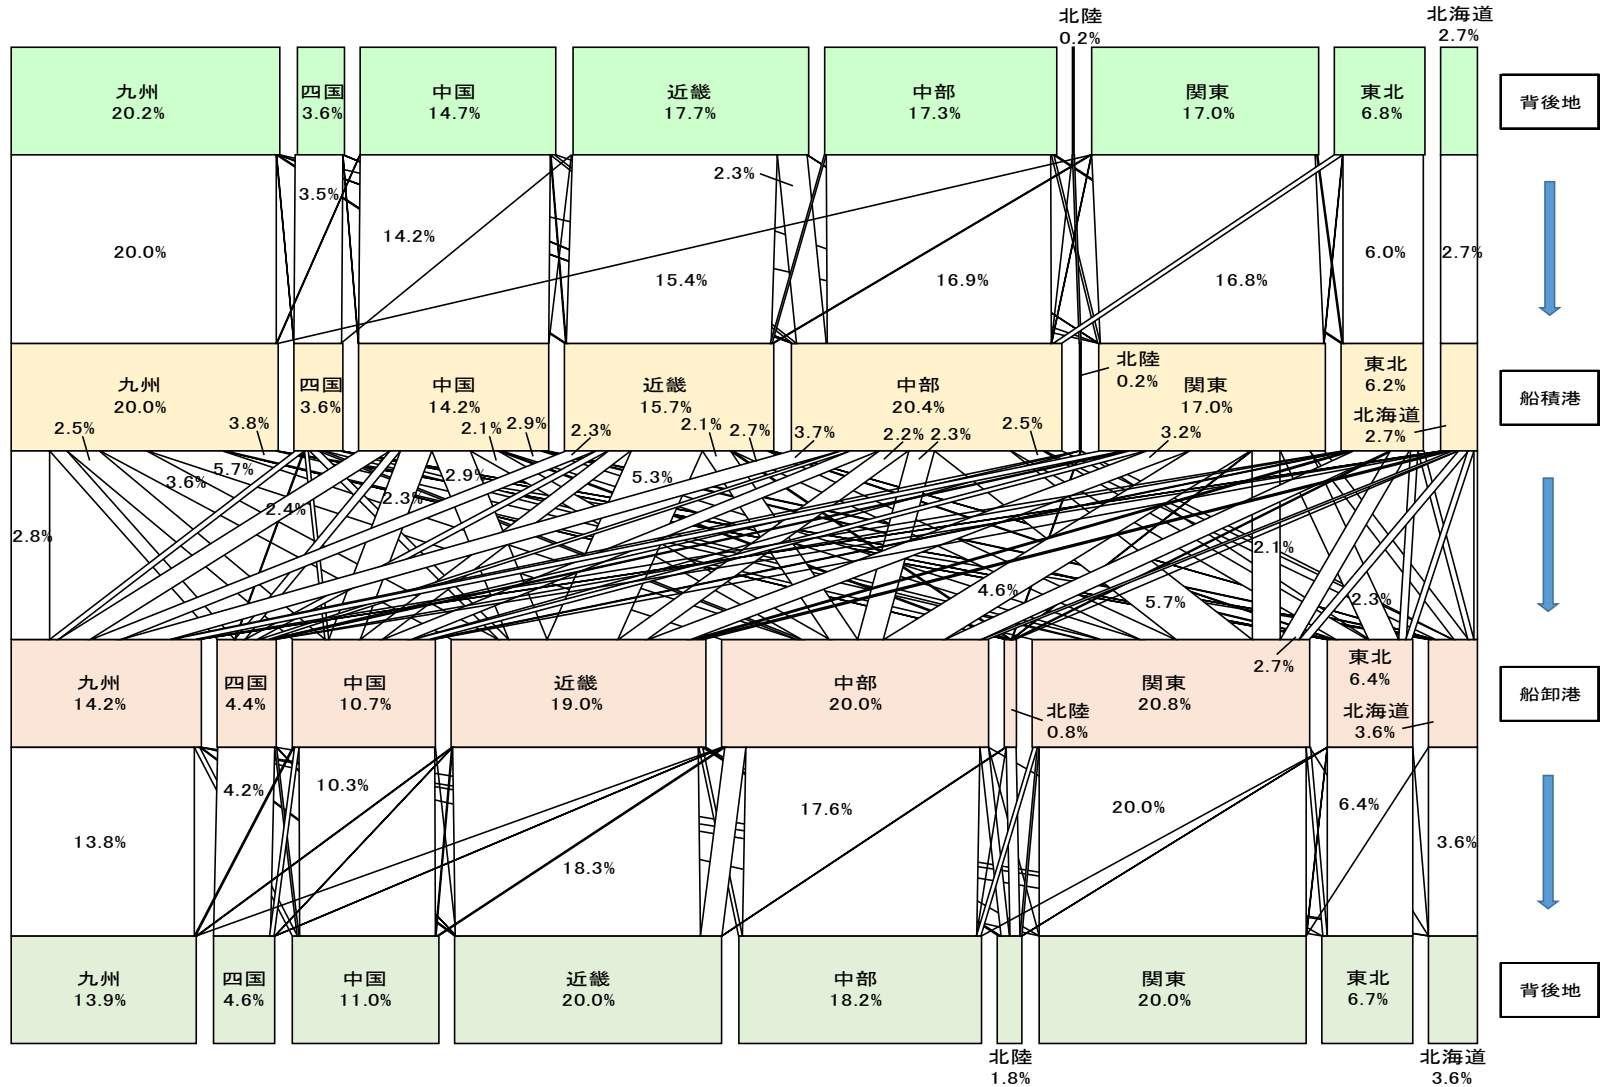 北陸
0.2%
北海道
2.7%
九州
20.2%
四国
3.6%
中国
14.7%
近畿
17.7%
中部
17.3%
関東
17.0%
東北
6.8%
背後地
20.0%
3.5%
14.2%
15.4%
2.3%
16.9%
16.8%
6.0%
2.7%
九州
20.0%
四国
3.6%
中国
14.2%
近畿
15.7%
中部
20.4%
北陸
0.2%
関東
17.0%
東北
6.2%
北海道
2.7%
船積港
2.5%
3.8%
2.1%
2.9%
2.3%
2.1%
2.7%
3.7%
2.2%
2.3%
2.5%
3.2%
2.8%
3.6%
5.7%
2.4%
2.3%
2.9%
5.3%
4.6%
5.7%
2.1%
2.3%
2.7%
九州
14.2%
四国
4.4%
中国
10.7%
近畿
19.0%
中部
20.0%
北陸
0.8%
関東
20.8%
東北
6.4%
北海道
3.6%
船卸港
13.8%
4.2%
10.3%
18.3%
17.6%
20.0%
6.4%
3.6%
九州
13.9%
四国
4.6%
中国
11.0%
近畿
20.0%
中部
18.2%
関東
20.0%
東北
6.7%
背後地
北陸
1.8%
北海道
3.6%